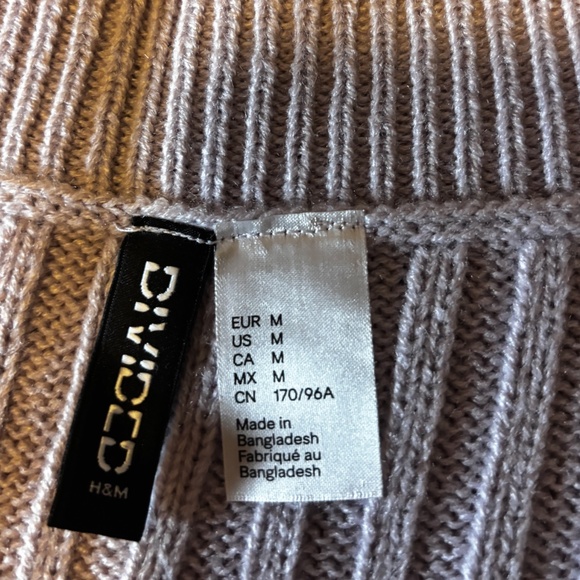 DIVIDED
H&M
EUR M
US M
CA M
MX M
CN 170/96A
Made in
Bangladesh
Fabriqué au
Bangladesh